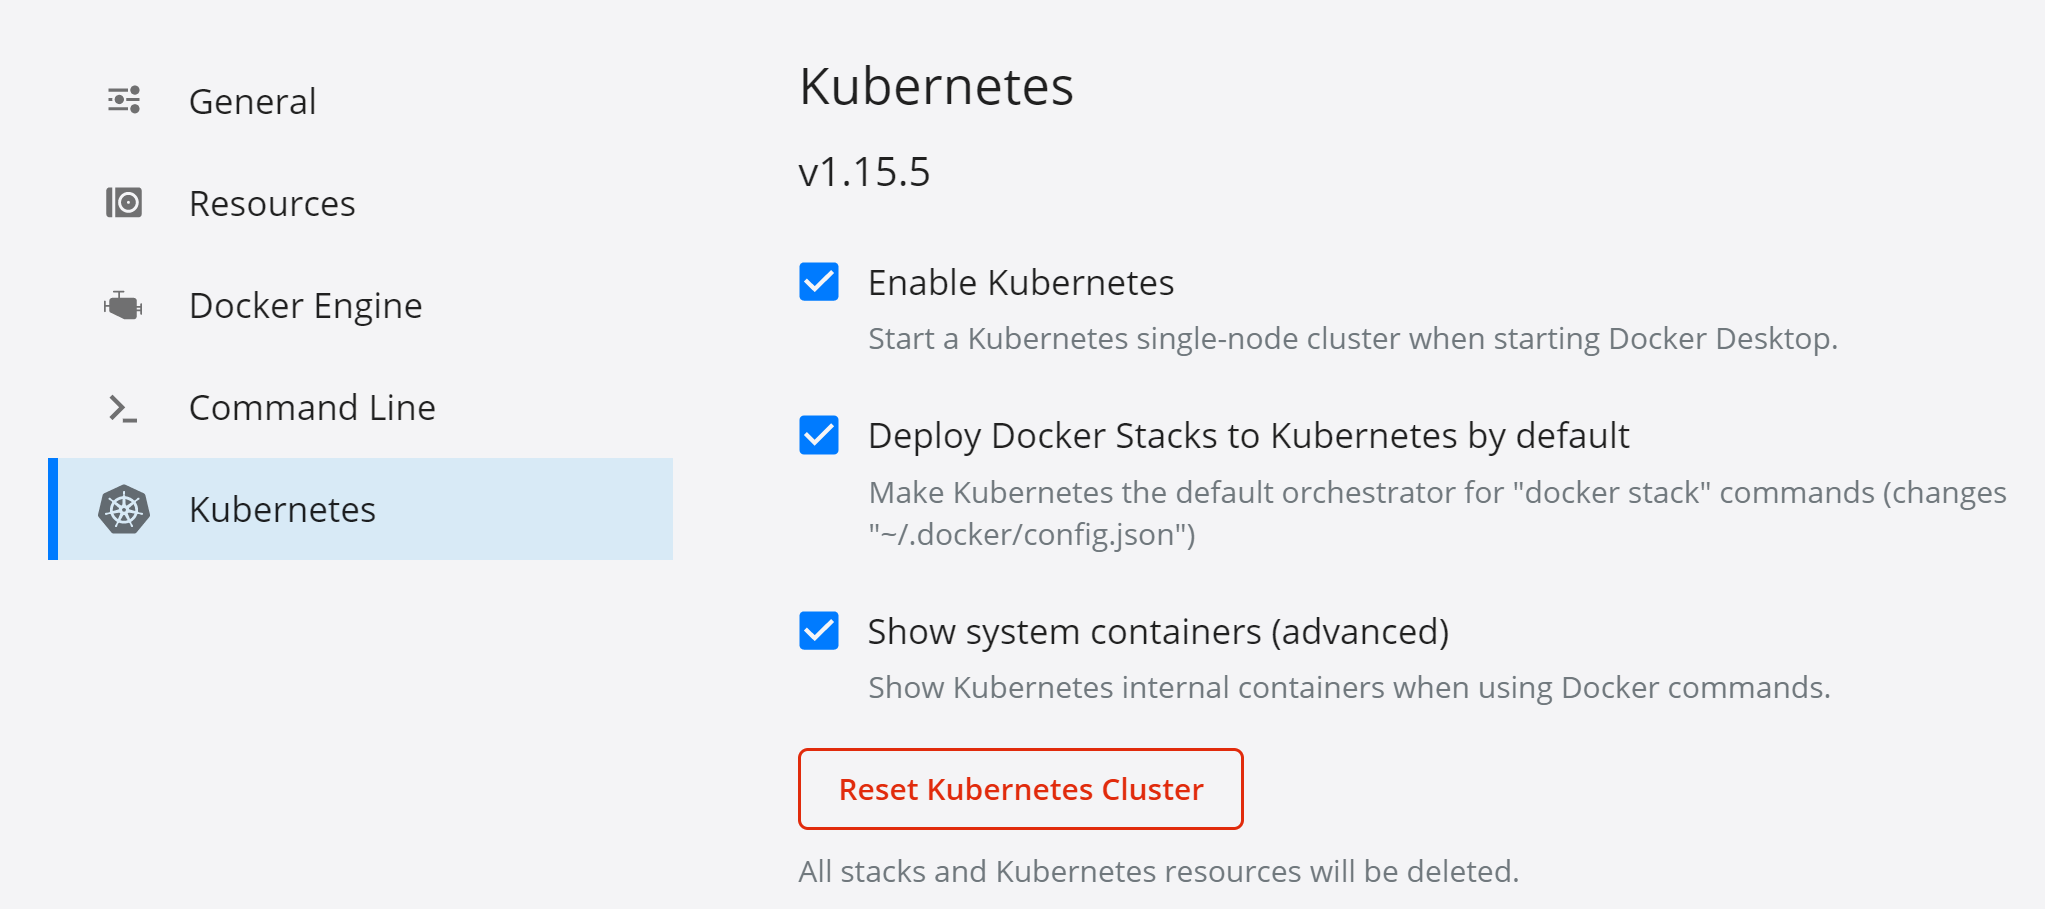 General
Resources
Docker Engine
Command Line
Kubernetes
Kubernetes
v1.15.5
Enable Kubernetes
Start a Kubernetes single-node cluster when starting Docker Desktop.
Deploy Docker Stacks to Kubernetes by default
Make Kubernetes the default orchestrator for "docker stack" commands (changes
"~/.docker/config.json")
Show system containers (advanced)
Show Kubernetes internal containers when using Docker commands.
Reset Kubernetes Cluster
All stacks and Kubernetes resources will be deleted.